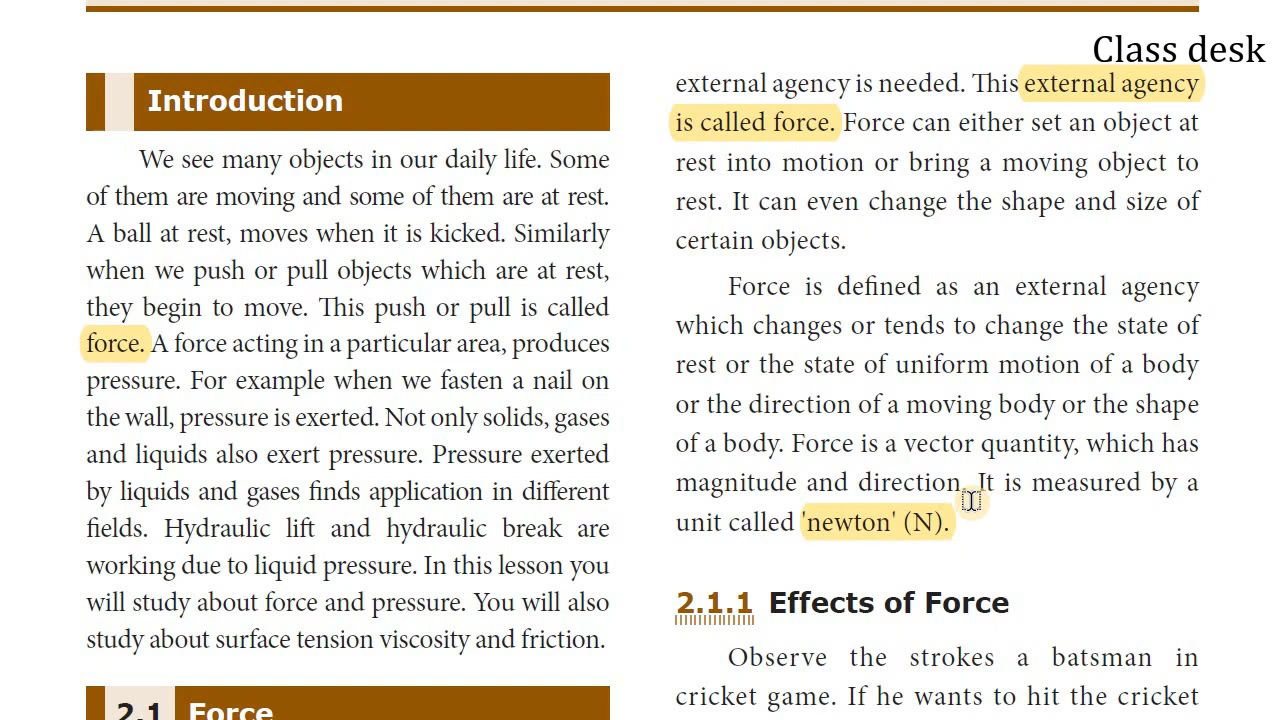 Class desk
Introduction
We see many objects in our daily life. Some
of them are moving and some of them are at rest.
A ball at rest, moves when it is kicked. Similarly
when we push or pull objects which are at rest,
they begin to move. This push or pull is called
force. A force acting in a particular area, produces
pressure. For example when we fasten a nail on
the wall, pressure is exerted. Not only solids, gases
and liquids also exert pressure. Pressure exerted
by liquids and gases finds application in different
fields. Hydraulic lift and hydraulic break are
working due to liquid pressure. In this lesson you
will study about force and pressure. You will also
study about surface tension viscosity and friction.
2.1 Force
external agency is needed. This external agency
is called force. Force can either set an object at
rest into motion or bring a moving object to
rest. It can even change the shape and size of
certain objects.
Force is defined as an external agency
which changes or tends to change the state of
rest or the state of uniform motion of a body
or the direction of a moving body or the shape
of a body. Force is a vector quantity, which has
magnitude and direction. It is measured by a
unit called 'newton' (N).
2.1.1 Effects of Force
Observe the strokes a batsman in
cricket game. If he wants to hit the cricket